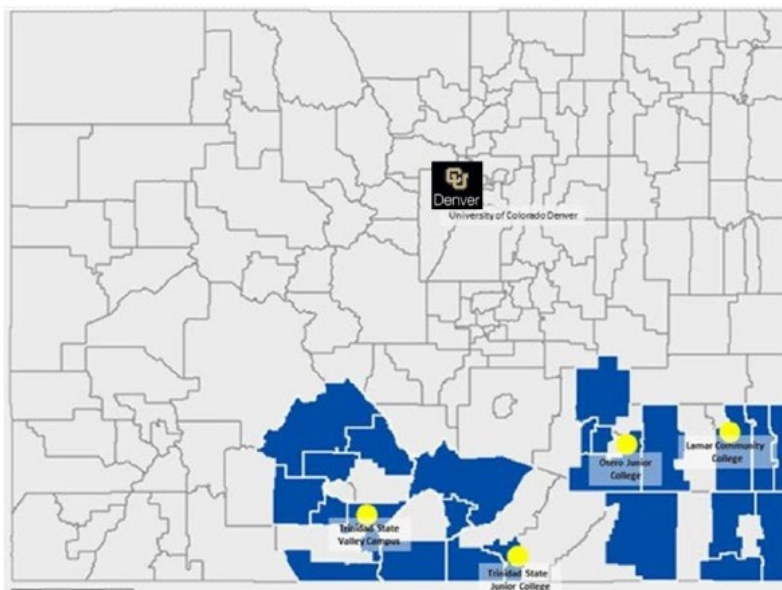 CU
Denver
University of Colorado Denver
Otero Junior
College
Lamar Community
College
Trinidad State
Valley Campus
Trinidad State
Junior College